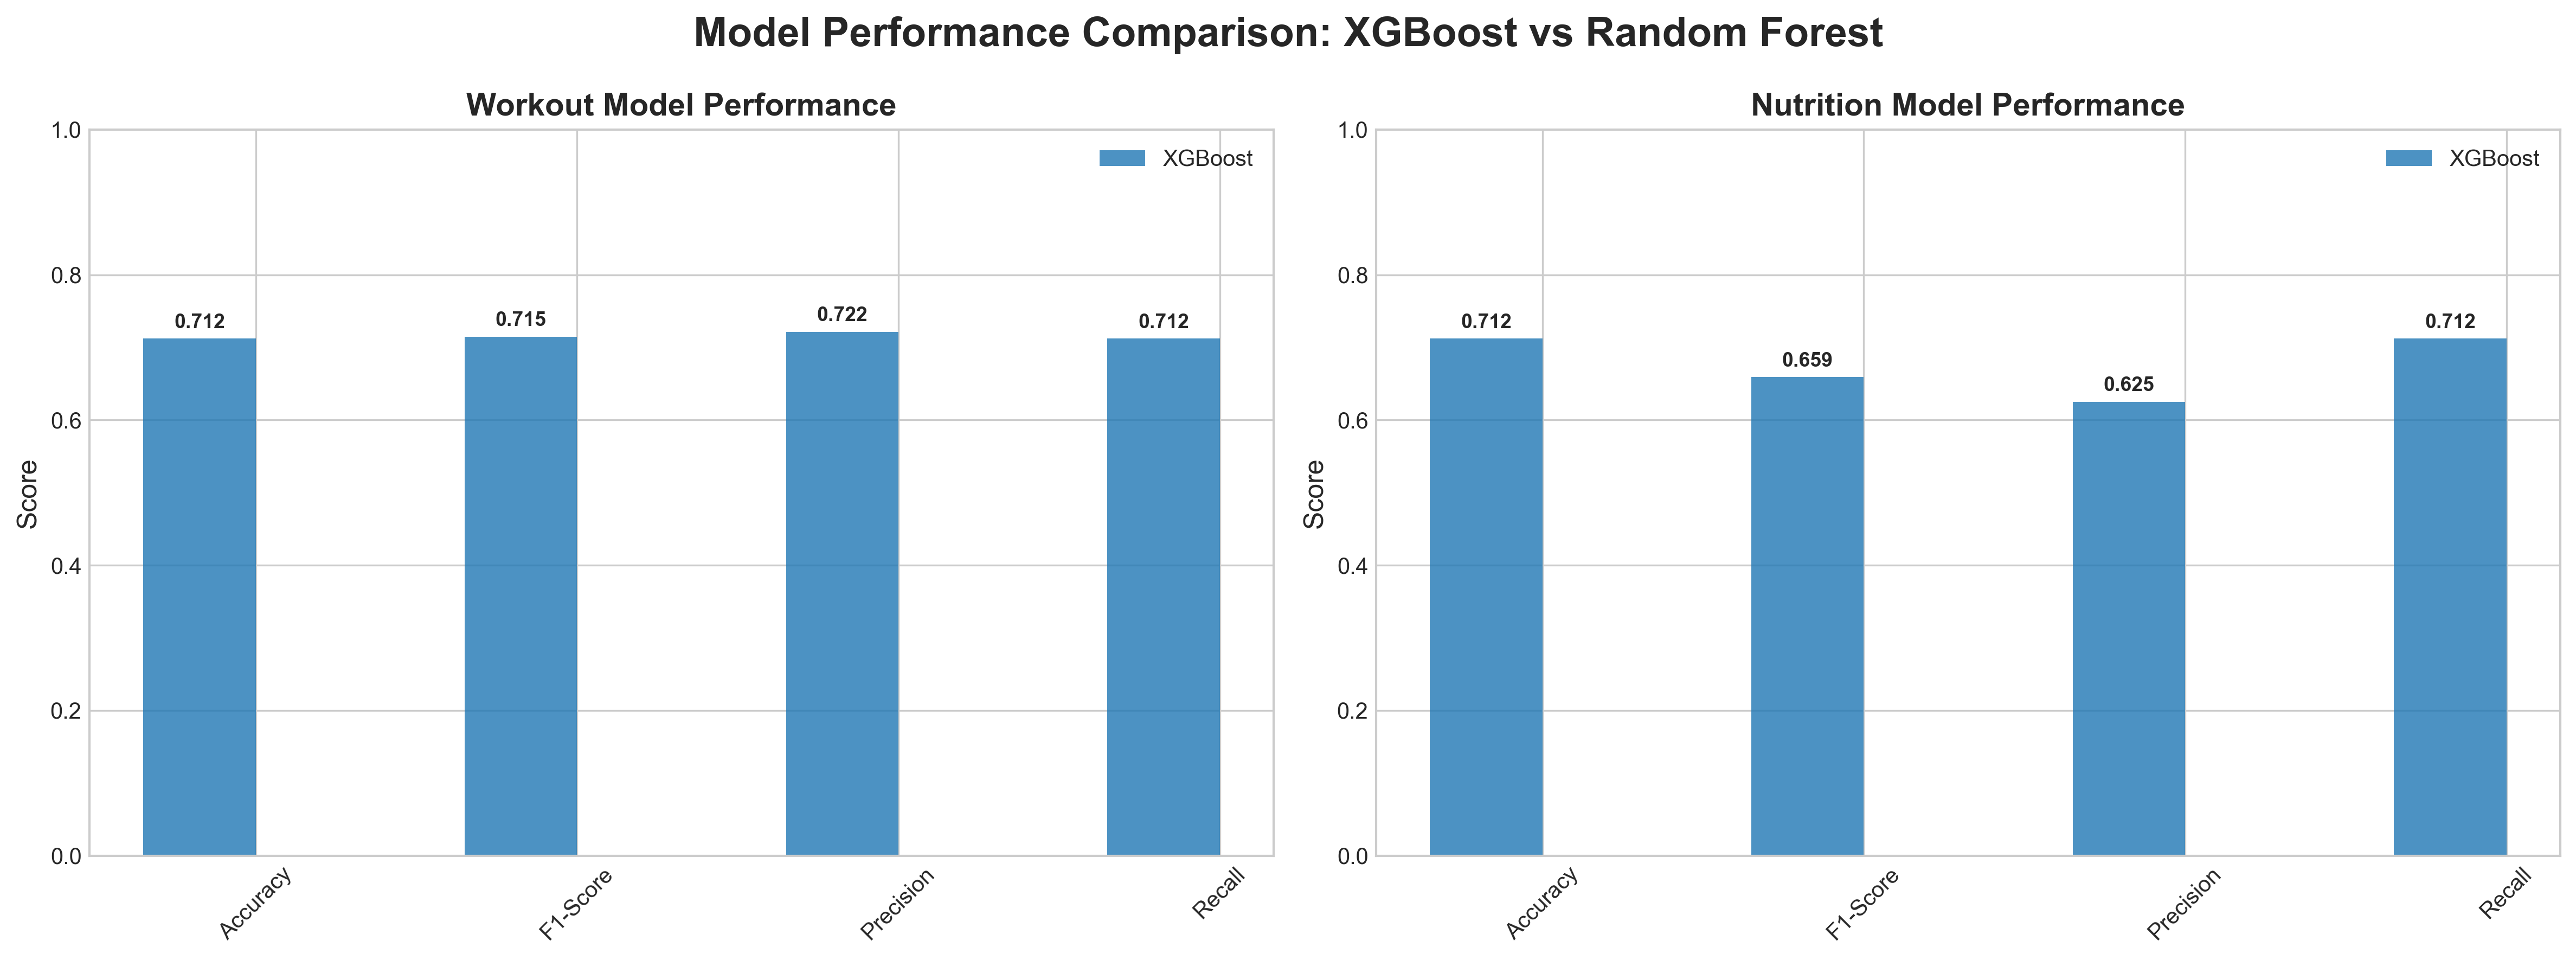 Model Performance Comparison: XGBoost vs Random Forest
Workout Model Performance
XGBoost
Score
1.0
0.8
0.6
0.4
0.2
0.0
0.712
0.715
0.722
0.712
Accuracy
F1-Score
Precision
Recall
Nutrition Model Performance
XGBoost
Score
1.0
0.8
0.6
0.4
0.2
0.0
0.712
0.659
0.625
0.712
Accuracy
F1-Score
Precision
Recall